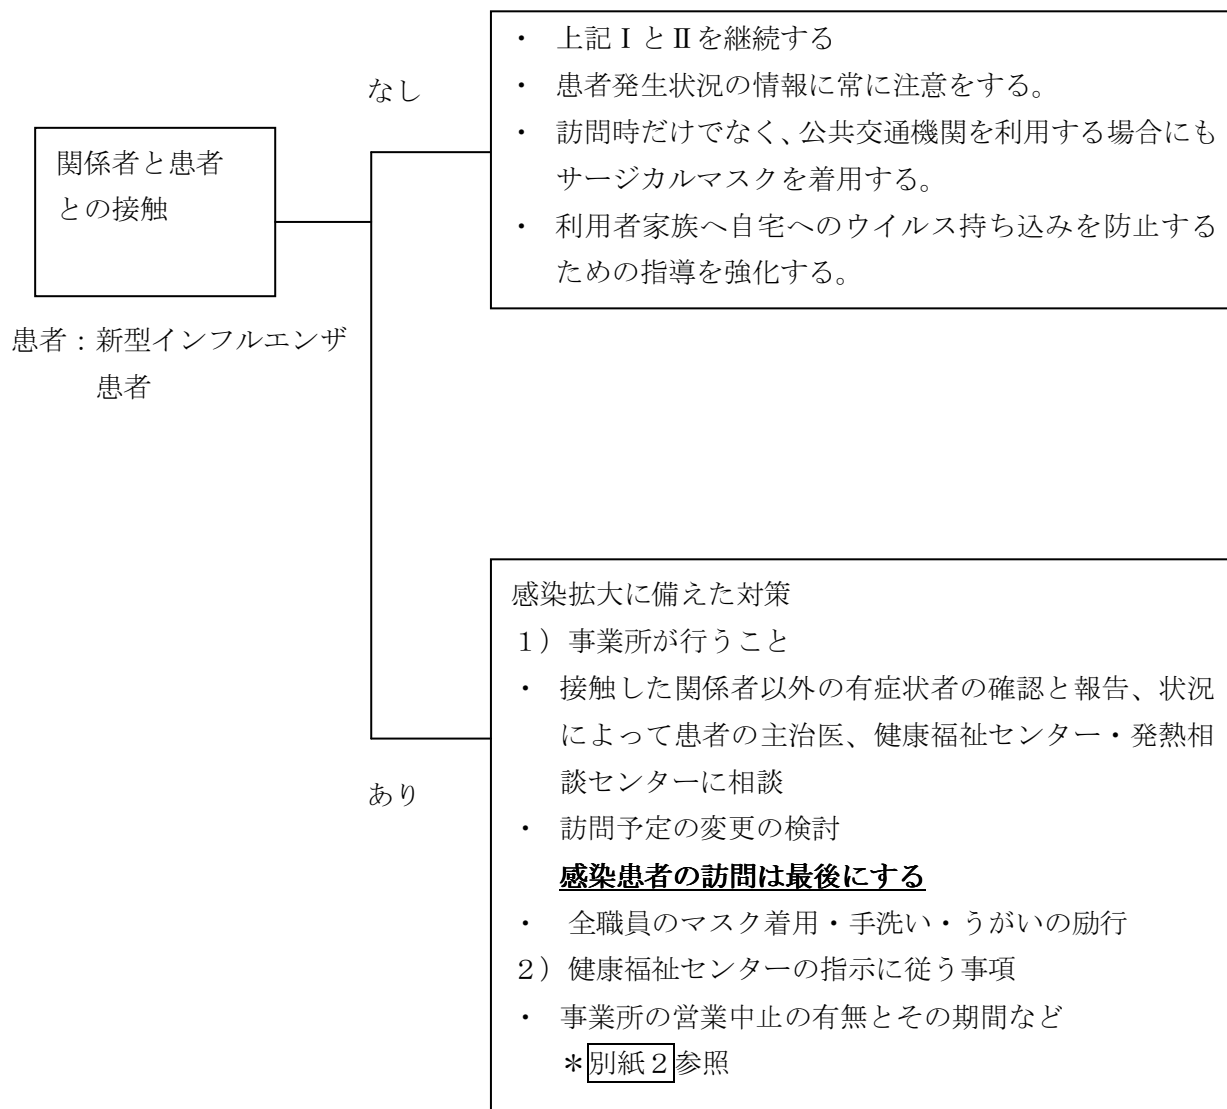 関係者と患者
との接触
患者：新型インフルエンザ
患者
なし
・ 上記ⅠとⅡを継続する
・ 患者発生状況の情報に常に注意をする。
・ 訪問時だけでなく、公共交通機関を利用する場合にも
サージカルマスクを着用する。
・ 利用者家族へ自宅へのウイルス持ち込みを防止する
ための指導を強化する。
あり
感染拡大に備えた対策
１）事業所が行うこと
・ 接触した関係者以外の有症状者の確認と報告、状況
によって患者の主治医、健康福祉センター・発熱相
談センターに相談
・ 訪問予定の変更の検討
感染患者の訪問は最後にする
・ 全職員のマスク着用・手洗い・うがいの励行
２）健康福祉センターの指示に従う事項
・ 事業所の営業中止の有無とその期間など
＊別紙２参照